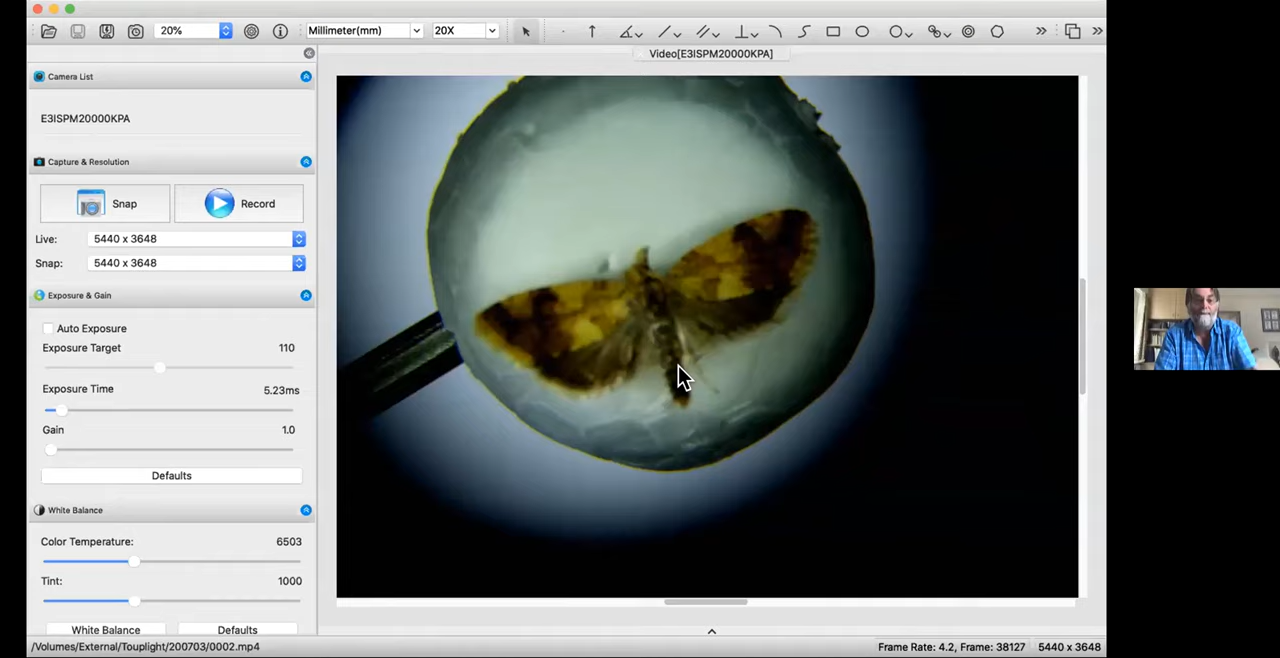 20%
Millimeter(mm)
20X
Video[E3ISPM20000KPA]
Camera List
E3ISPM20000KPA
Capture & Resolution
Snap
Record
Live:
5440 x 3648
Snap:
5440 x 3648
Exposure & Gain
Auto Exposure
Exposure Target
110
Exposure Time
5.23ms
Gain
1.0
Defaults
White Balance
Color Temperature:
6503
Tint:
1000
White Balance
Defaults
/Volumes/External/Touplight/200703/0002.mp4
Frame Rate: 4.2, Frame: 38127
5440 x 3648